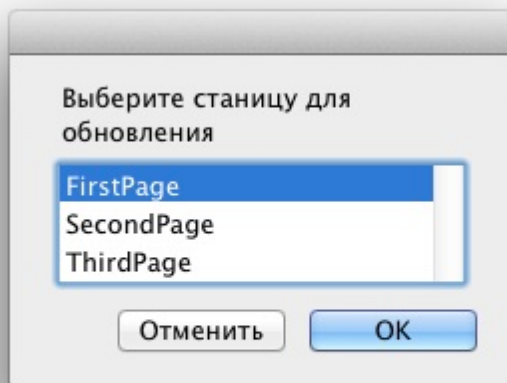 Выберите станицу для
обновления
FirstPage
SecondPage
ThirdPage
Отменить
OK